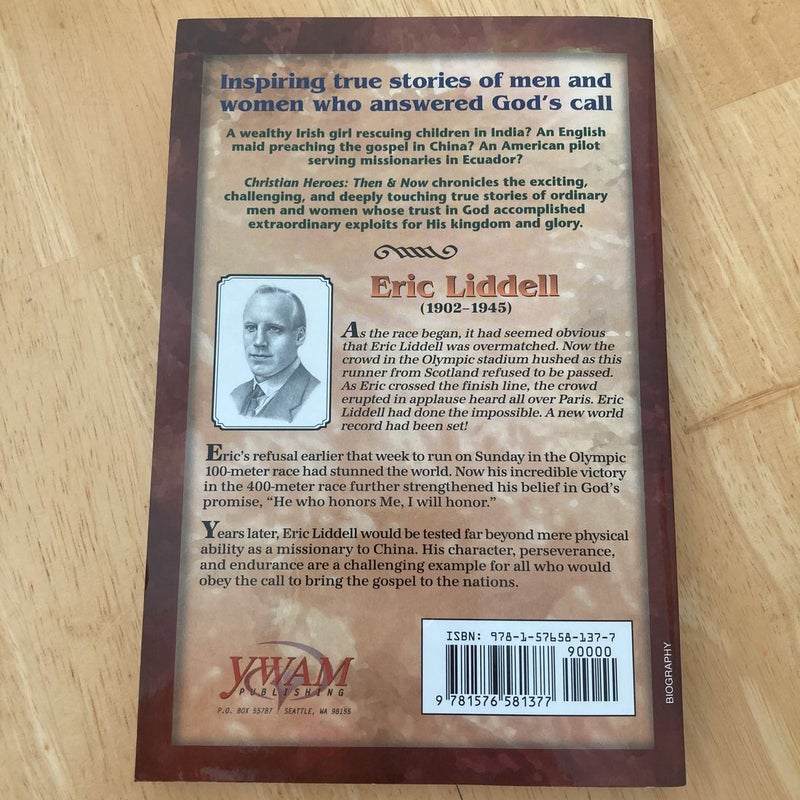 Inspiring true stories of men and
women who answered God's call
A wealthy Irish girl rescuing children in India? An English
maid preaching the gospel in China? An American pilot
serving missionaries in Ecuador?
Christian Heroes: Then & Now chronicles the exciting,
challenging, and deeply touching true stories of ordinary
men and women whose trust in God accomplished
extraordinary exploits for His kingdom and glory.
Eric Liddell
(1902–1945)
As the race began, it had seemed obvious
that Eric Liddell was overmatched. Now the
crowd in the Olympic stadium hushed as this
runner from Scotland refused to be passed.
As Eric crossed the finish line, the crowd
erupted in applause heard all over Paris. Eric
Liddell had done the impossible. A new world
record had been set!
Eric's refusal earlier that week to run on Sunday in the Olympic
100-meter race had stunned the world. Now his incredible victory
in the 400-meter race further strengthened his belief in God's
promise, "He who honors Me, I will honor."
Years later, Eric Liddell would be tested far beyond mere physical
ability as a missionary to China. His character, perseverance,
and endurance are a challenging example for all who would
obey the call to bring the gospel to the nations.
YWAM
PUBLISHING
P.O. BOX 55787 SEATTLE, WA 98155
ISBN: 978-1-57658-137-7
90000
9 781576 581377
BIOGRAPHY